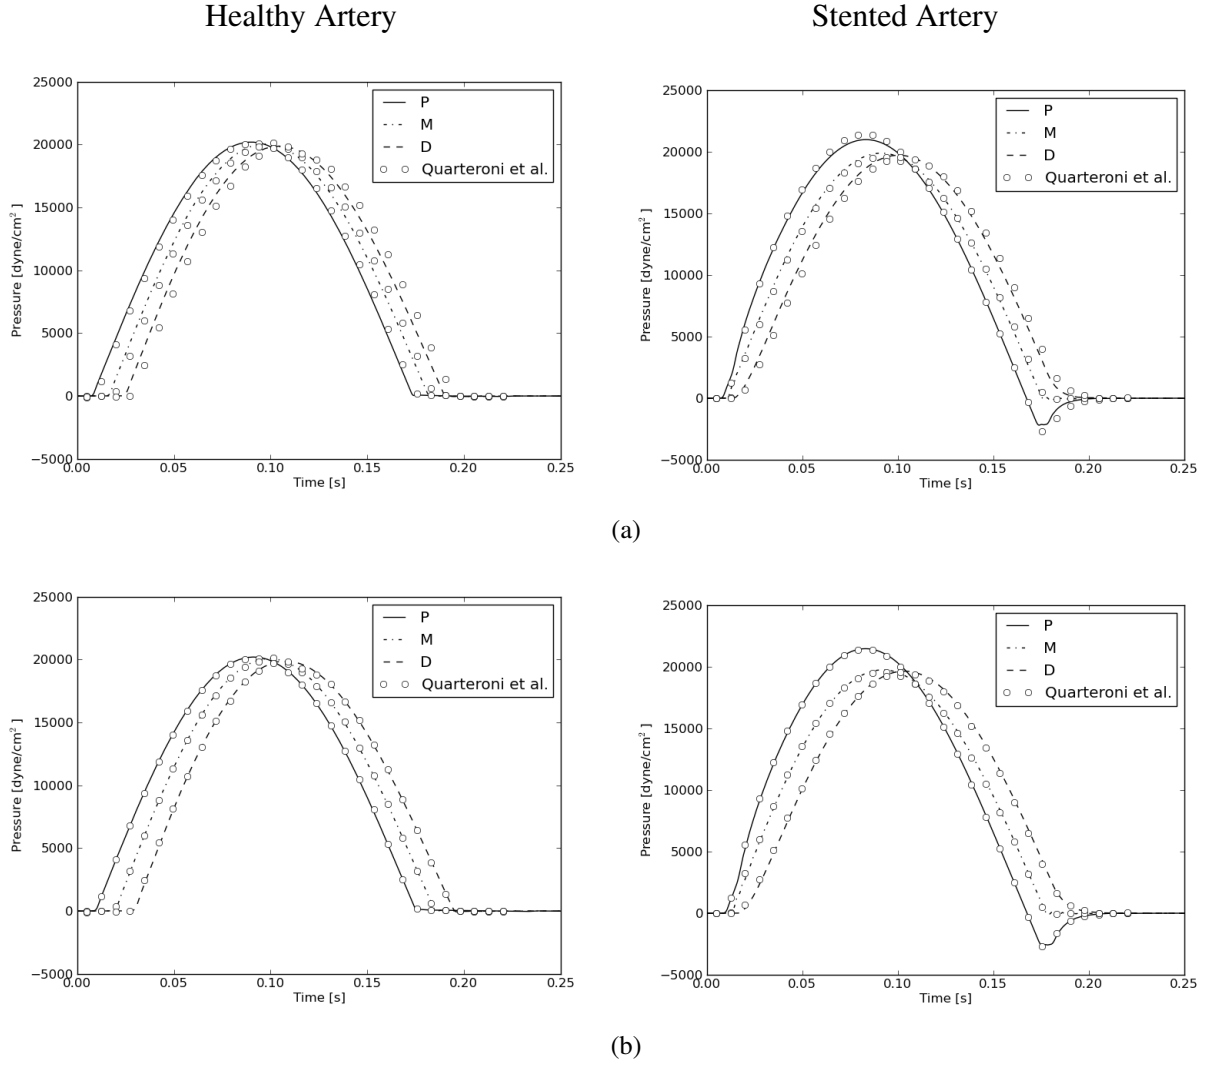 Healthy Artery
Stented Artery
25000
20000
15000
10000
5000
0
−5000
0.00 0.05 0.10 0.15 0.20 0.25
Time [s]
Pressure [dyne/cm² ]
P
M
D
Quarteroni et al.
25000
20000
15000
10000
5000
0
−5000
0.00 0.05 0.10 0.15 0.20 0.25
Time [s]
Pressure [dyne/cm² ]
P
M
D
Quarteroni et al.
(a)
25000
20000
15000
10000
5000
0
−5000
0.00 0.05 0.10 0.15 0.20 0.25
Time [s]
Pressure [dyne/cm² ]
P
M
D
Quarteroni et al.
25000
20000
15000
10000
5000
0
−5000
0.00 0.05 0.10 0.15 0.20 0.25
Time [s]
Pressure [dyne/cm² ]
P
M
D
Quarteroni et al.
(b)